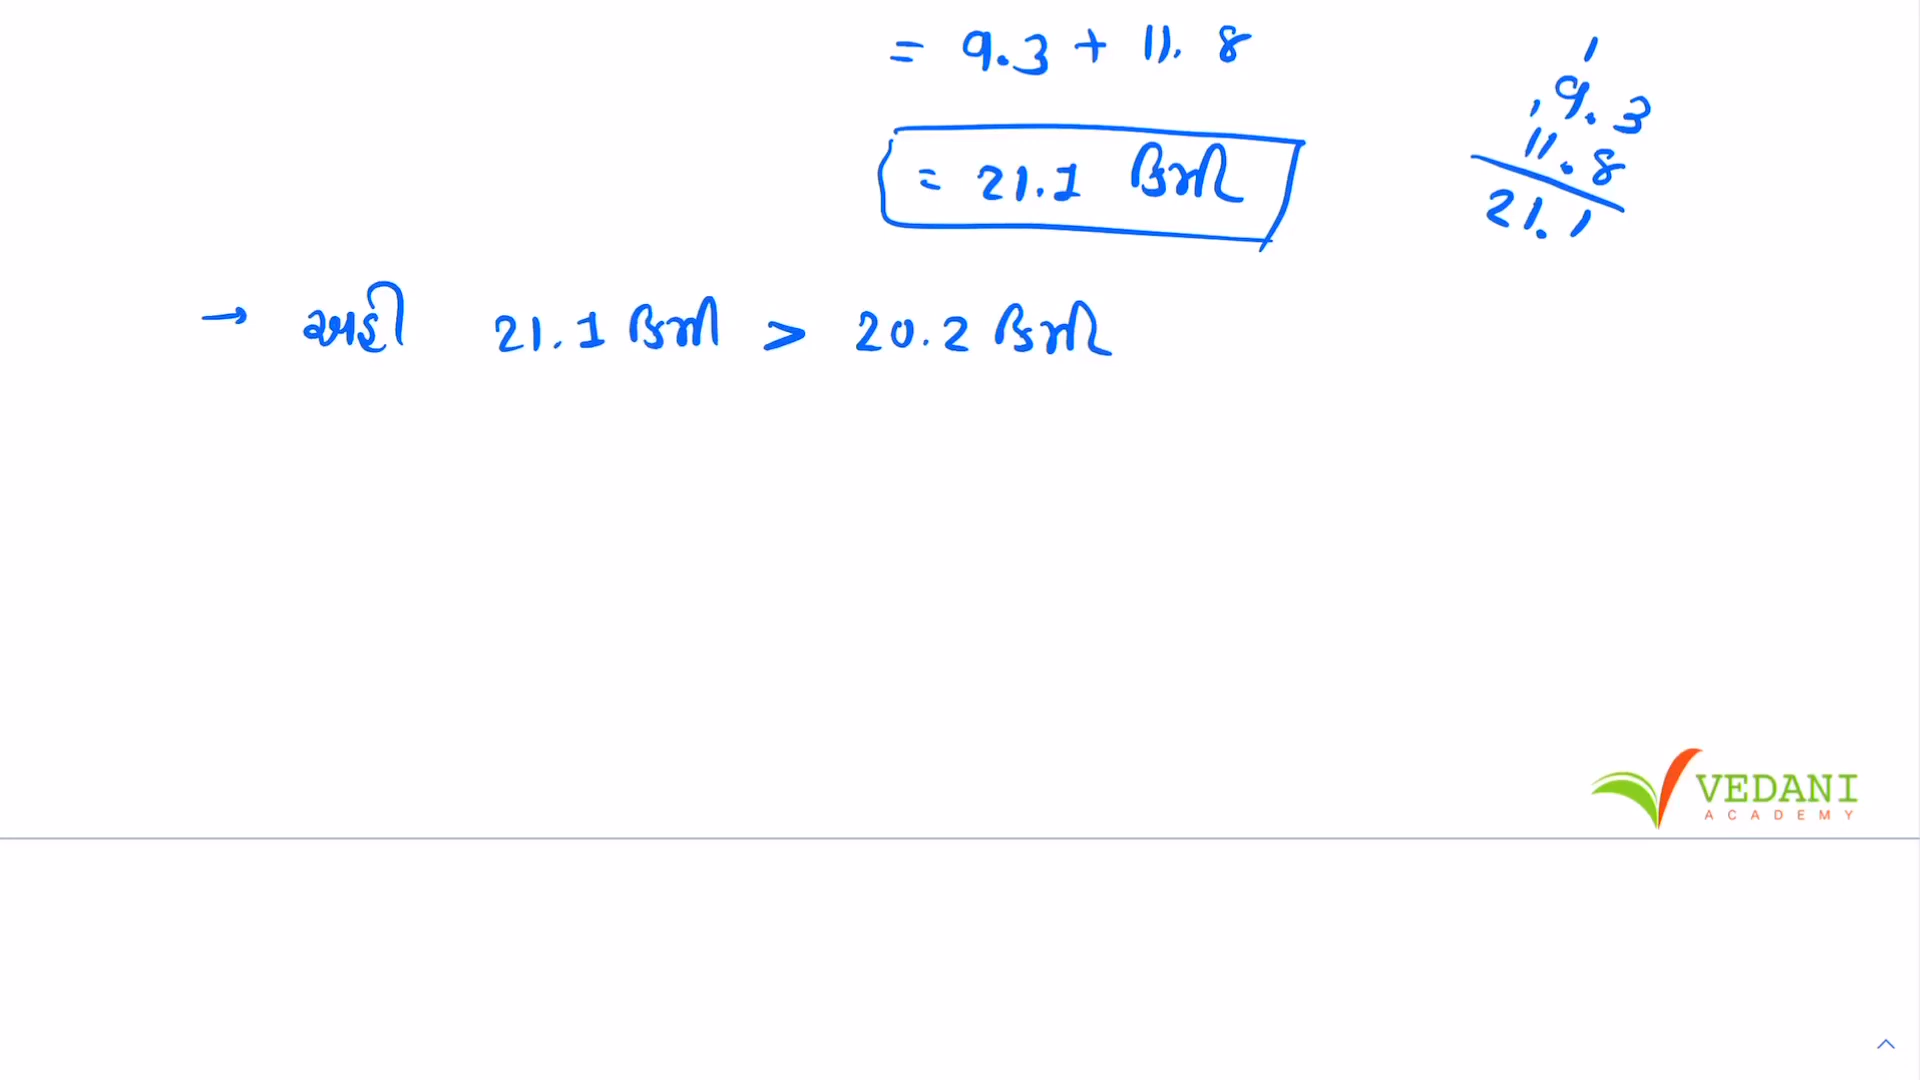 = 9.3 + 11.8
= 21.1 કિમી
1
9.3
11.8
21.1
→ અહીં 21.1 કિમી > 20.2 કિમી
VEDANI
ACADEMY